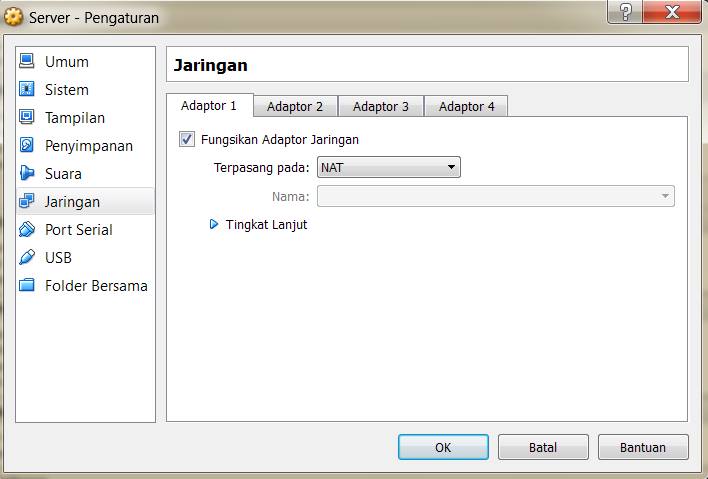 Server - Pengaturan
Umum
Sistem
Tampilan
Penyimpanan
Suara
Jaringan
Port Serial
USB
Folder Bersama
Jaringan
Adaptor 1
Adaptor 2
Adaptor 3
Adaptor 4
Fungsikan Adaptor Jaringan
Terpasang pada: NAT
Nama:
Tingkat Lanjut
OK
Batal
Bantuan